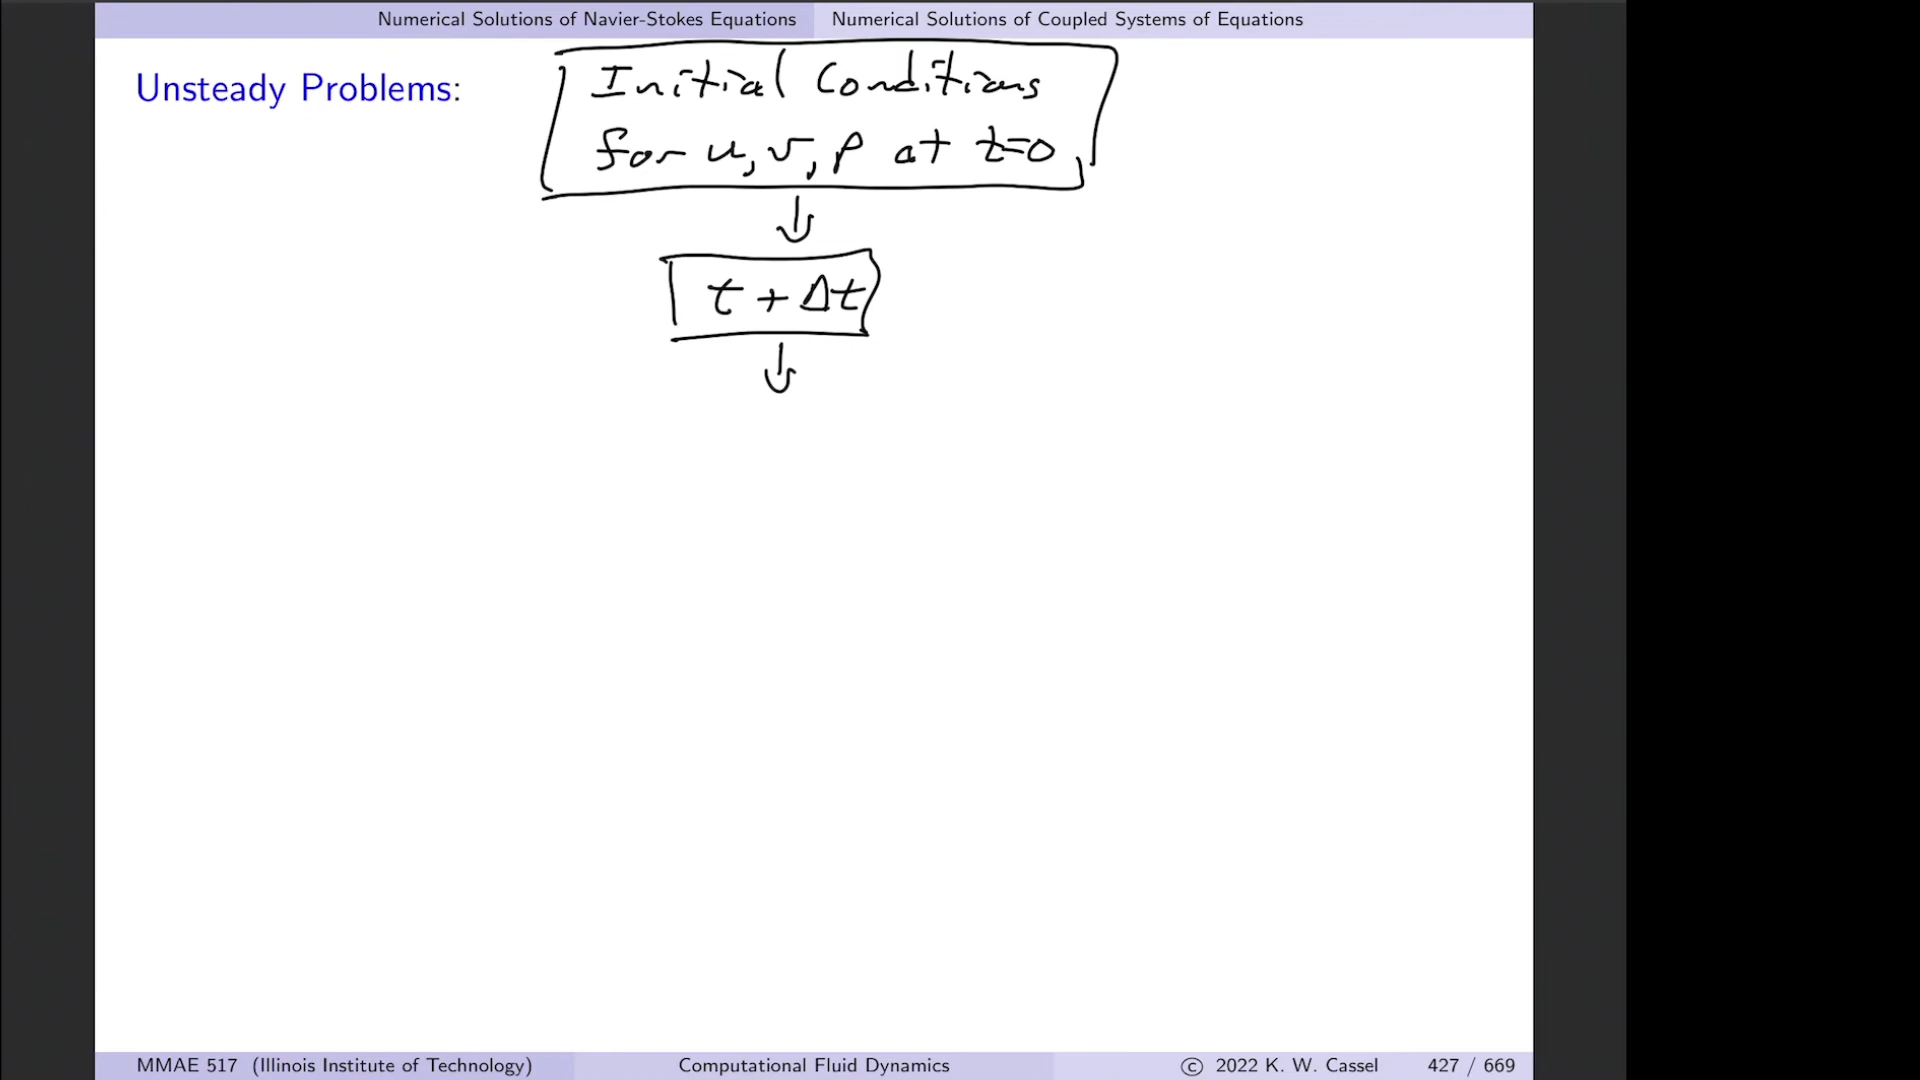 Numerical Solutions of Navier-Stokes Equations Numerical Solutions of Coupled Systems of Equations
Unsteady Problems:
Initial Conditions
for u, v, p at t=0
t + Δt
MMAE 517 (Illinois Institute of Technology) Computational Fluid Dynamics © 2022 K. W. Cassel 427 / 669